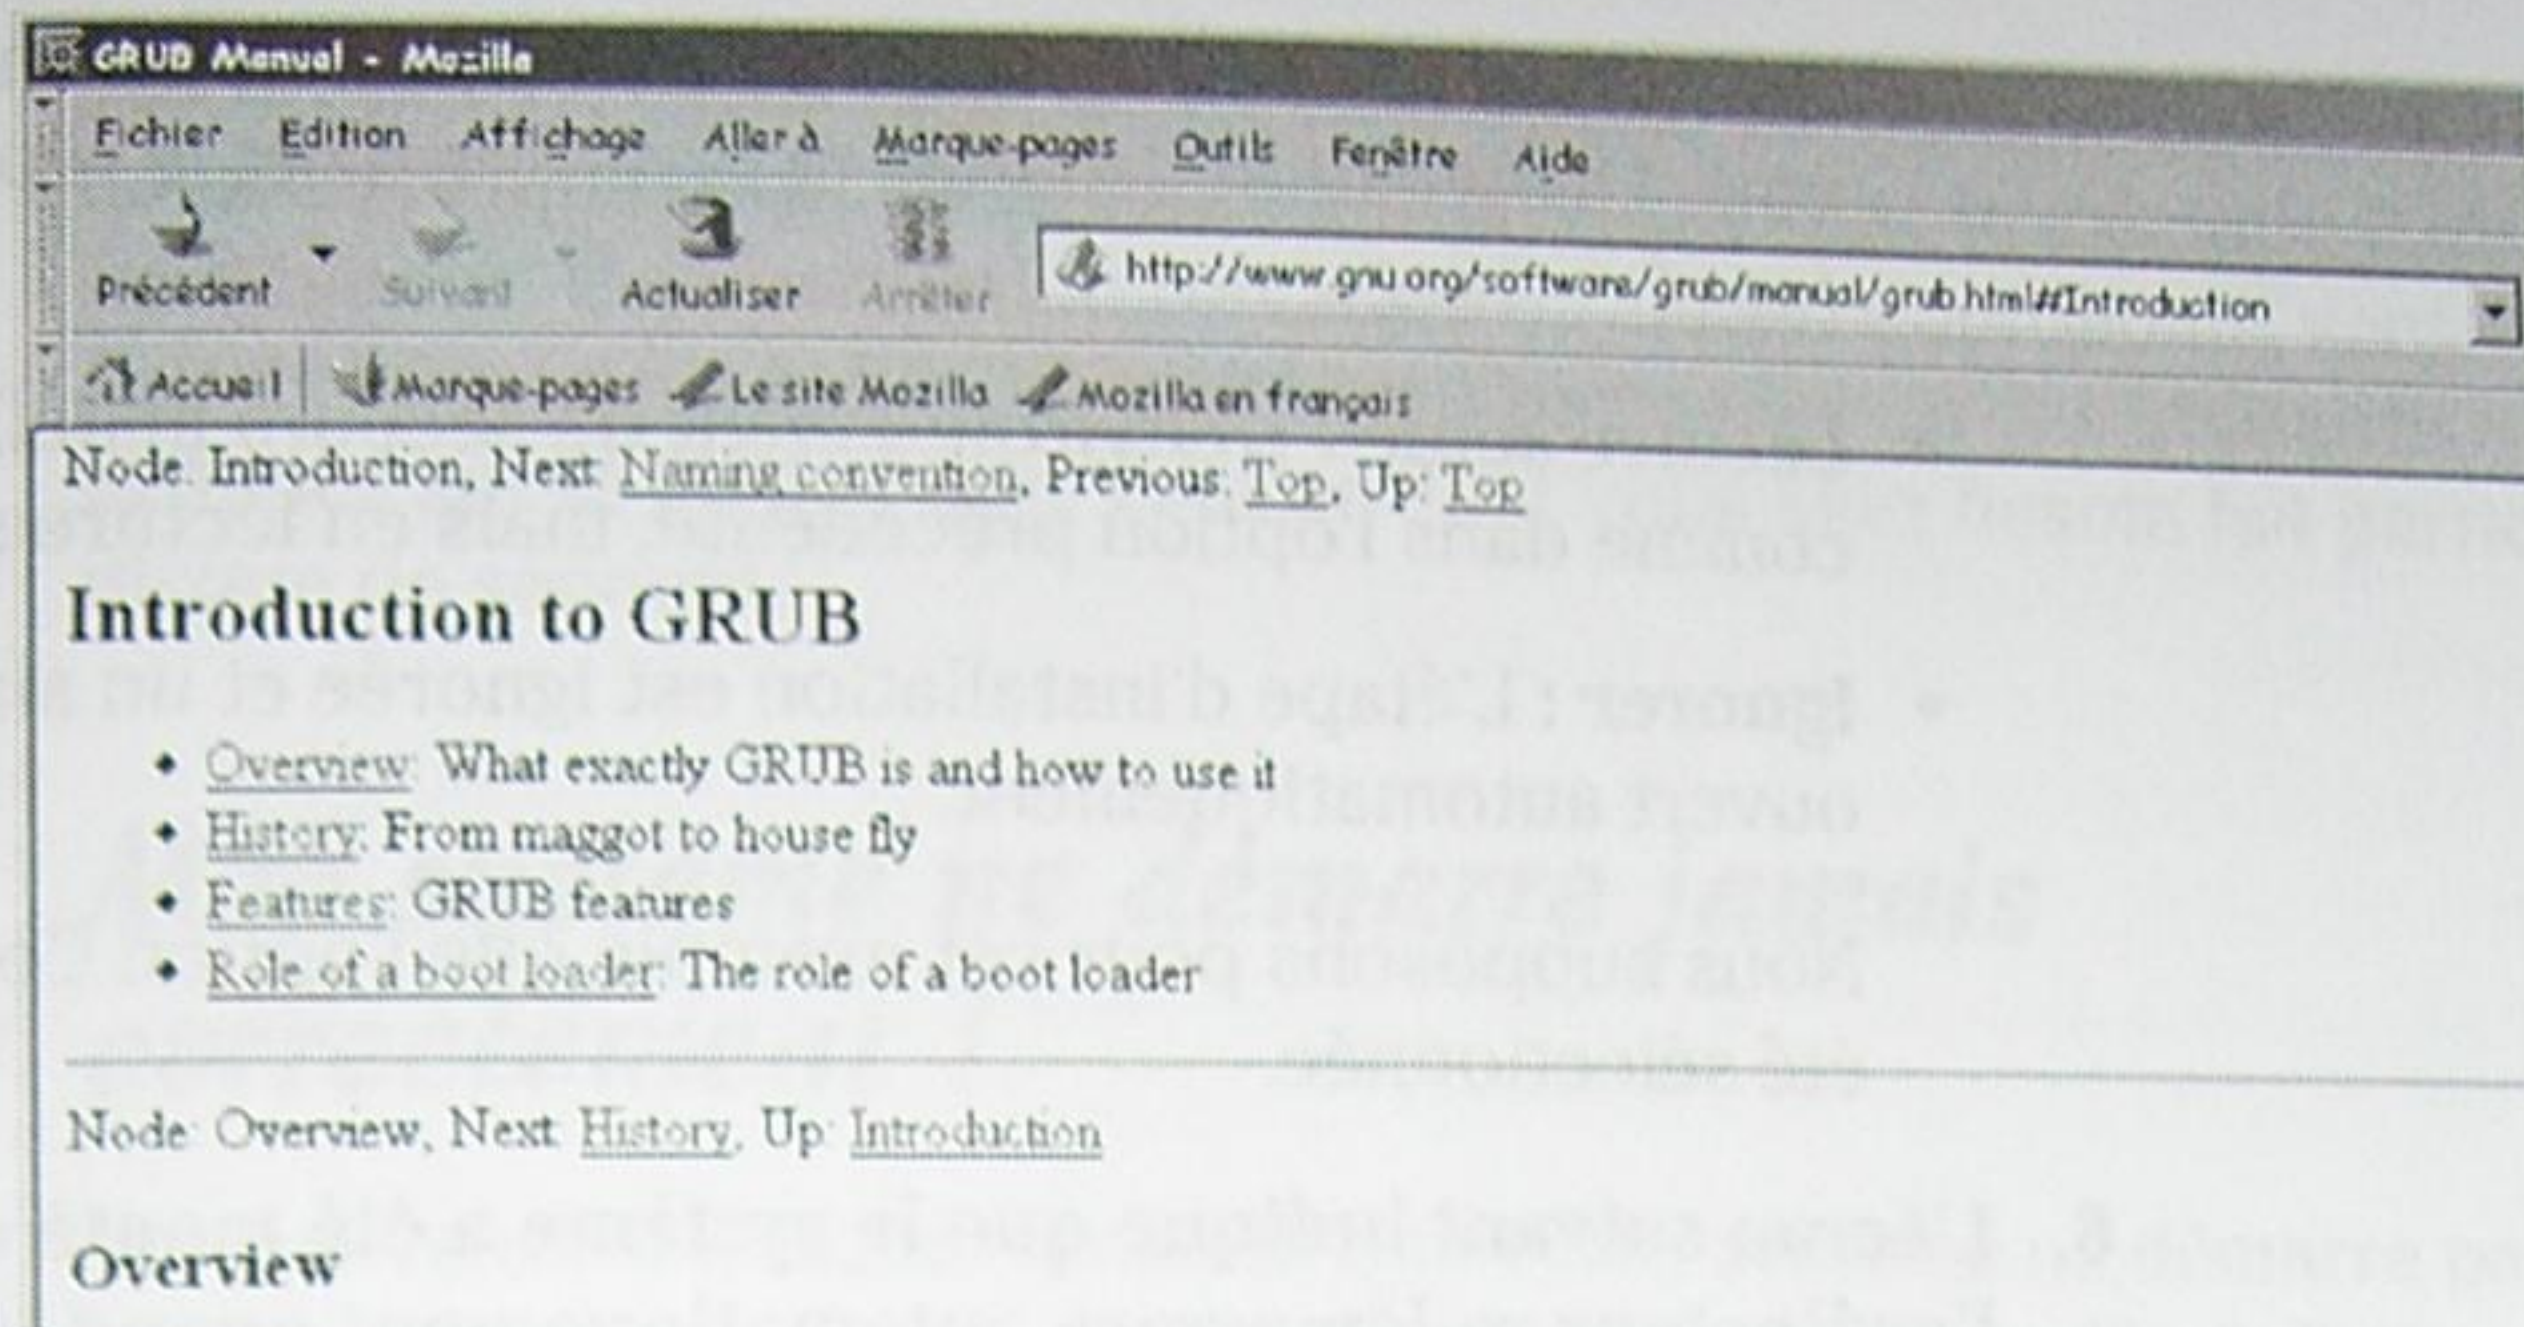 GRUB Manual - Mozilla
Fichier Edition Affichage Aller à Marque-pages Outils Fenêtre Aide
Précédent Suivant Actualiser Arrêter http://www.gnu.org/software/grub/manual/grub.html#Introduction
Accueil Marque-pages Le site Mozilla Mozilla en français
Node: Introduction, Next: Naming convention, Previous: Top, Up: Top
Introduction to GRUB
Overview: What exactly GRUB is and how to use it
History: From maggot to house fly
Features: GRUB features
Role of a boot loader: The role of a boot loader
Node: Overview, Next: History, Up: Introduction
Overview